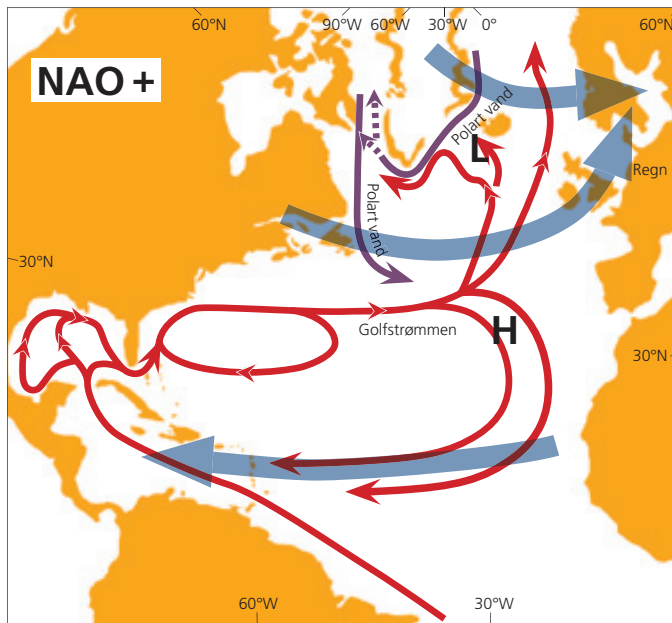 60°N 90°W 60°W 30°W 0° 60°N
NAO +
Polart vand
L
Regn
Polart vand
30°N
Golfstrømmen
H
30°N
60°W 30°W